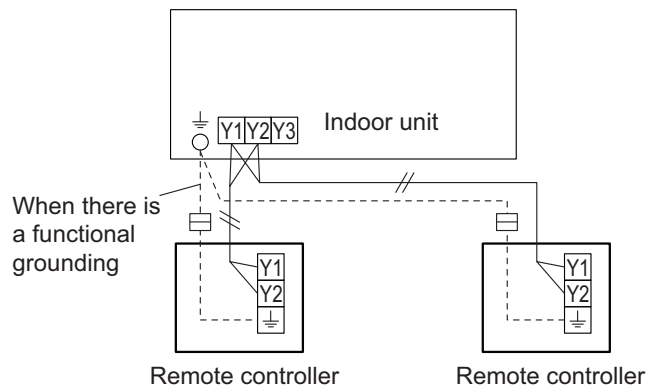 Y1 Y2 Y3
Indoor unit
When there is
a functional
grounding
Y1
Y2
Y1
Y2
Remote controller
Remote controller